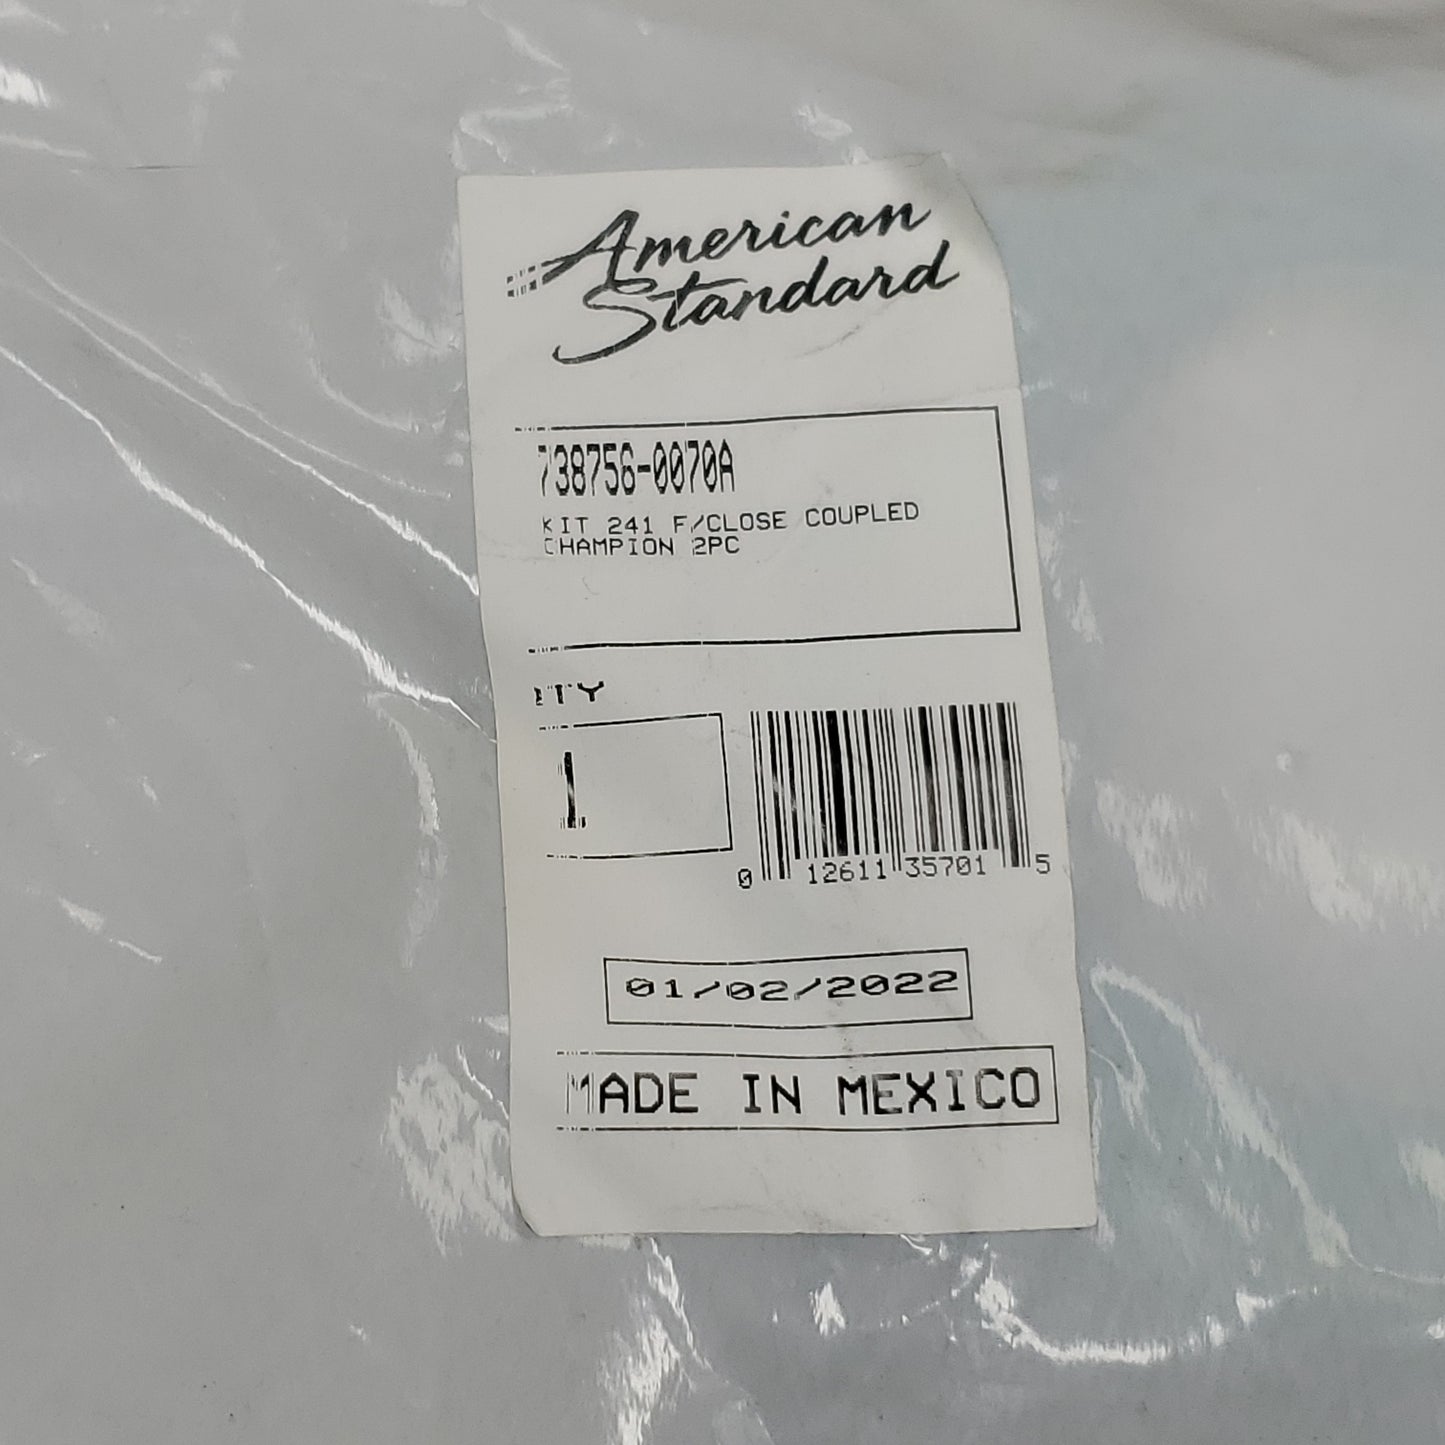 American
Standard
738756-0070A
KIT 241 F/CLOSE COUPLED
CHAMPION 2PC
QTY
1
0 12611 35701 5
01/02/2022
MADE IN MEXICO